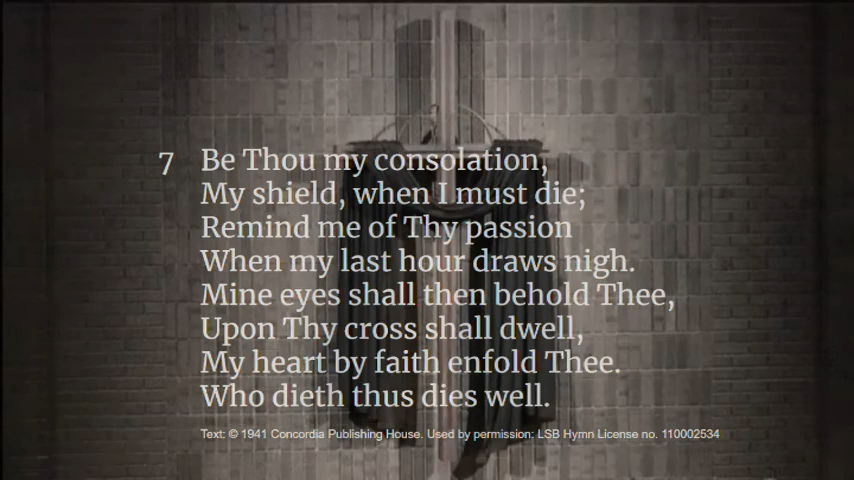 7 Be Thou my consolation,
My shield, when I must die;
Remind me of Thy passion
When my last hour draws nigh.
Mine eyes shall then behold Thee,
Upon Thy cross shall dwell,
My heart by faith enfold Thee.
Who dieth thus dies well.
Text: © 1941 Concordia Publishing House. Used by permission: LSB Hymn License no. 110002534